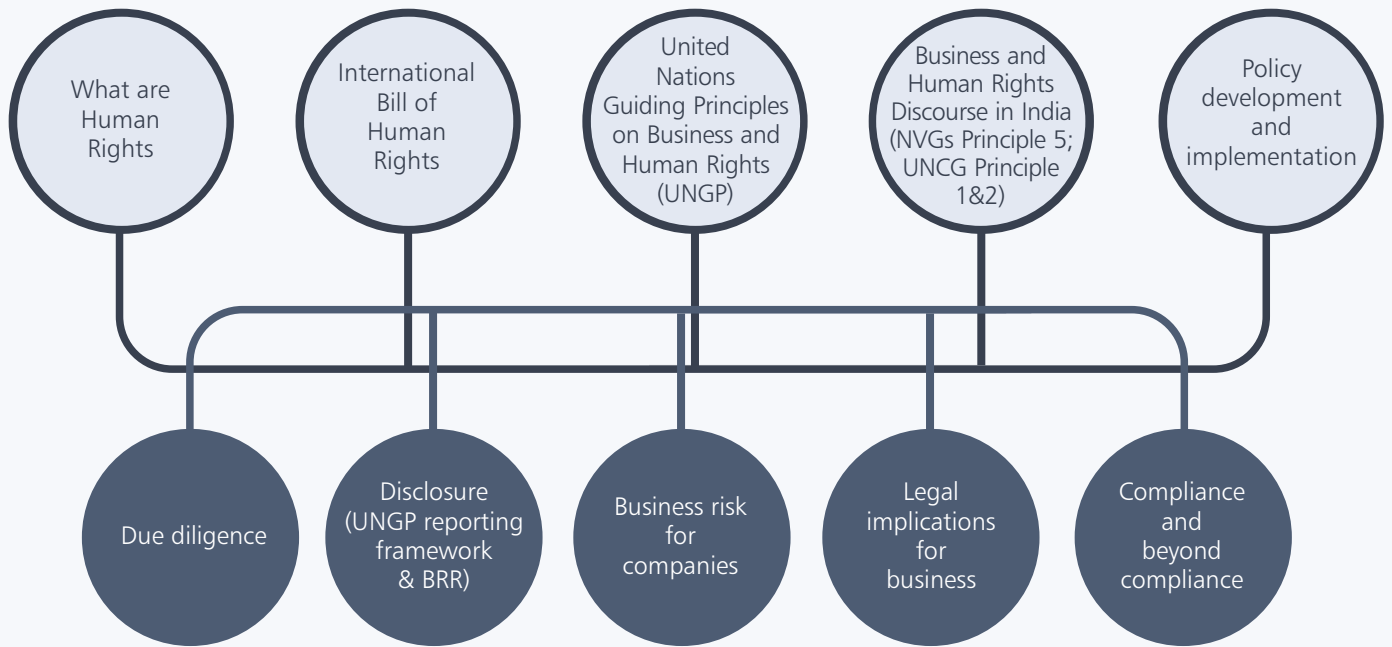 What are
Human
Rights
International
Bill of
Human
Rights
United
Nations
Guiding Principles
on Business and
Human Rights
(UNGP)
Business and
Human Rights
Discourse in India
(NVGs Principle 5;
UNCG Principle
1&2)
Policy
development
and
implementation
Due diligence
Disclosure
(UNGP reporting
framework
& BRR)
Business risk
for
companies
Legal
implications
for
business
Compliance
and
beyond
compliance